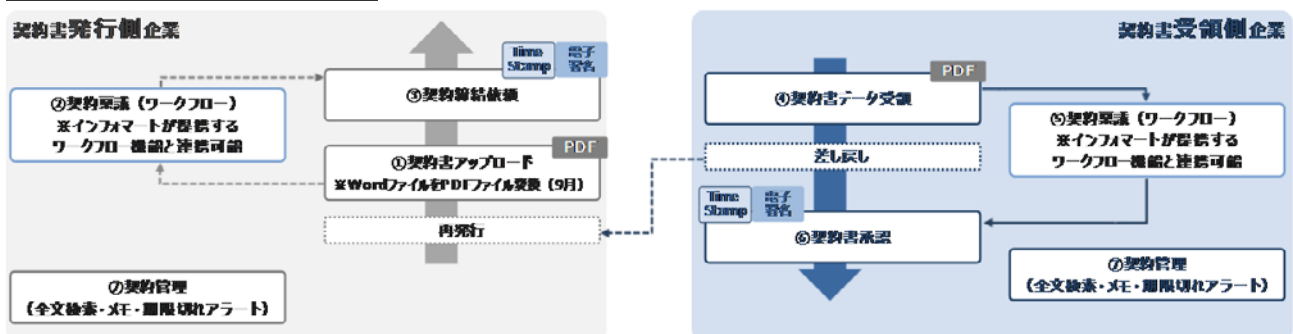 契約書発行側企業
Time Stamp
電子署名
③契約締結依頼
②契約稟議（ワークフロー）
※インフォマートが提携する
ワークフロー機能と連携可能
PDF
①契約書アップロード
※WordファイルをPDFファイル変換（9月）
再発行
⑦契約管理
（全文検索・メモ・期限切れアラート）
契約書受領側企業
PDF
④契約書データ受領
⑤契約稟議（ワークフロー）
※インフォマートが提携する
ワークフロー機能と連携可能
差し戻し
Time Stamp
電子署名
⑥契約書承認
⑦契約管理
（全文検索・メモ・期限切れアラート）